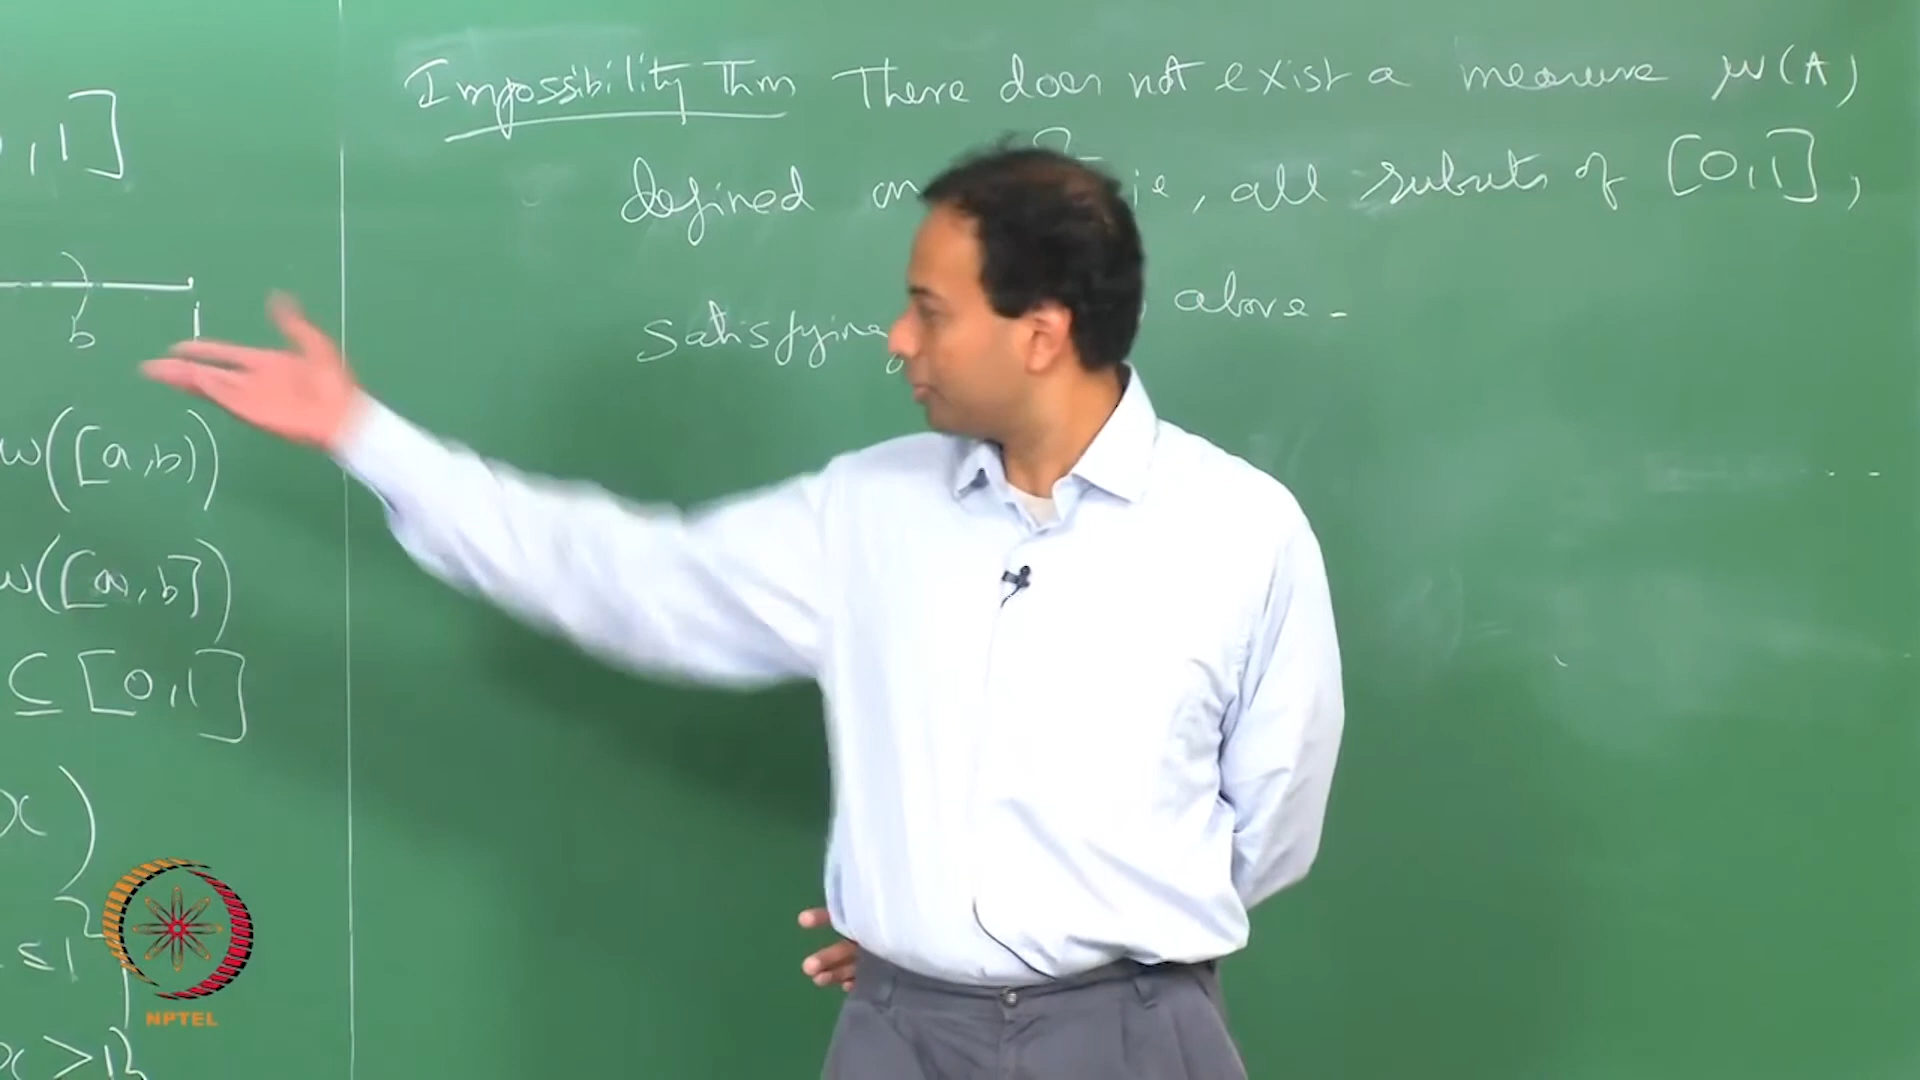 , 1]
b 1
([a, b))
([a, b])
⊆ [0, 1]
x)
≤ 1
x > 1}
Impossibility Thm There does not exist a measure μ(A)
defined on ie, all subsets of [0,1],
satisfying above.
NPTEL